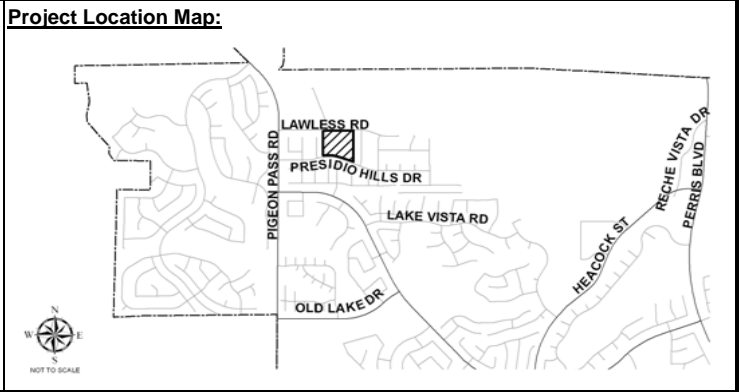 Project Location Map:
LAWLESS RD
PRESIDIO HILLS DR
PIGEON PASS RD
LAKE VISTA RD
OLD LAKE DR
HEACOCK ST
RECHE VISTA DR
PERRIS BLVD
N
W
E
S
NOT TO SCALE